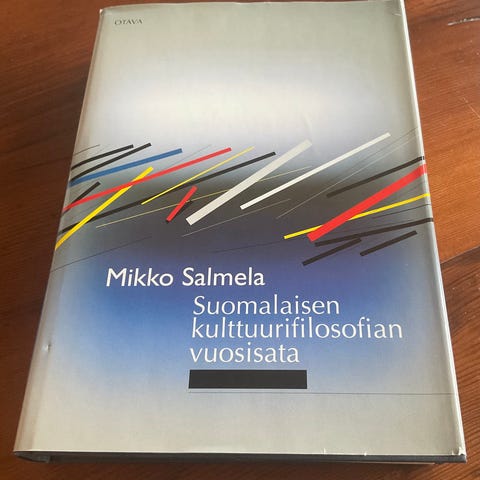 OTAVA
Mikko Salmela
Suomalaisen
kulttuurifilosofian
vuosisata